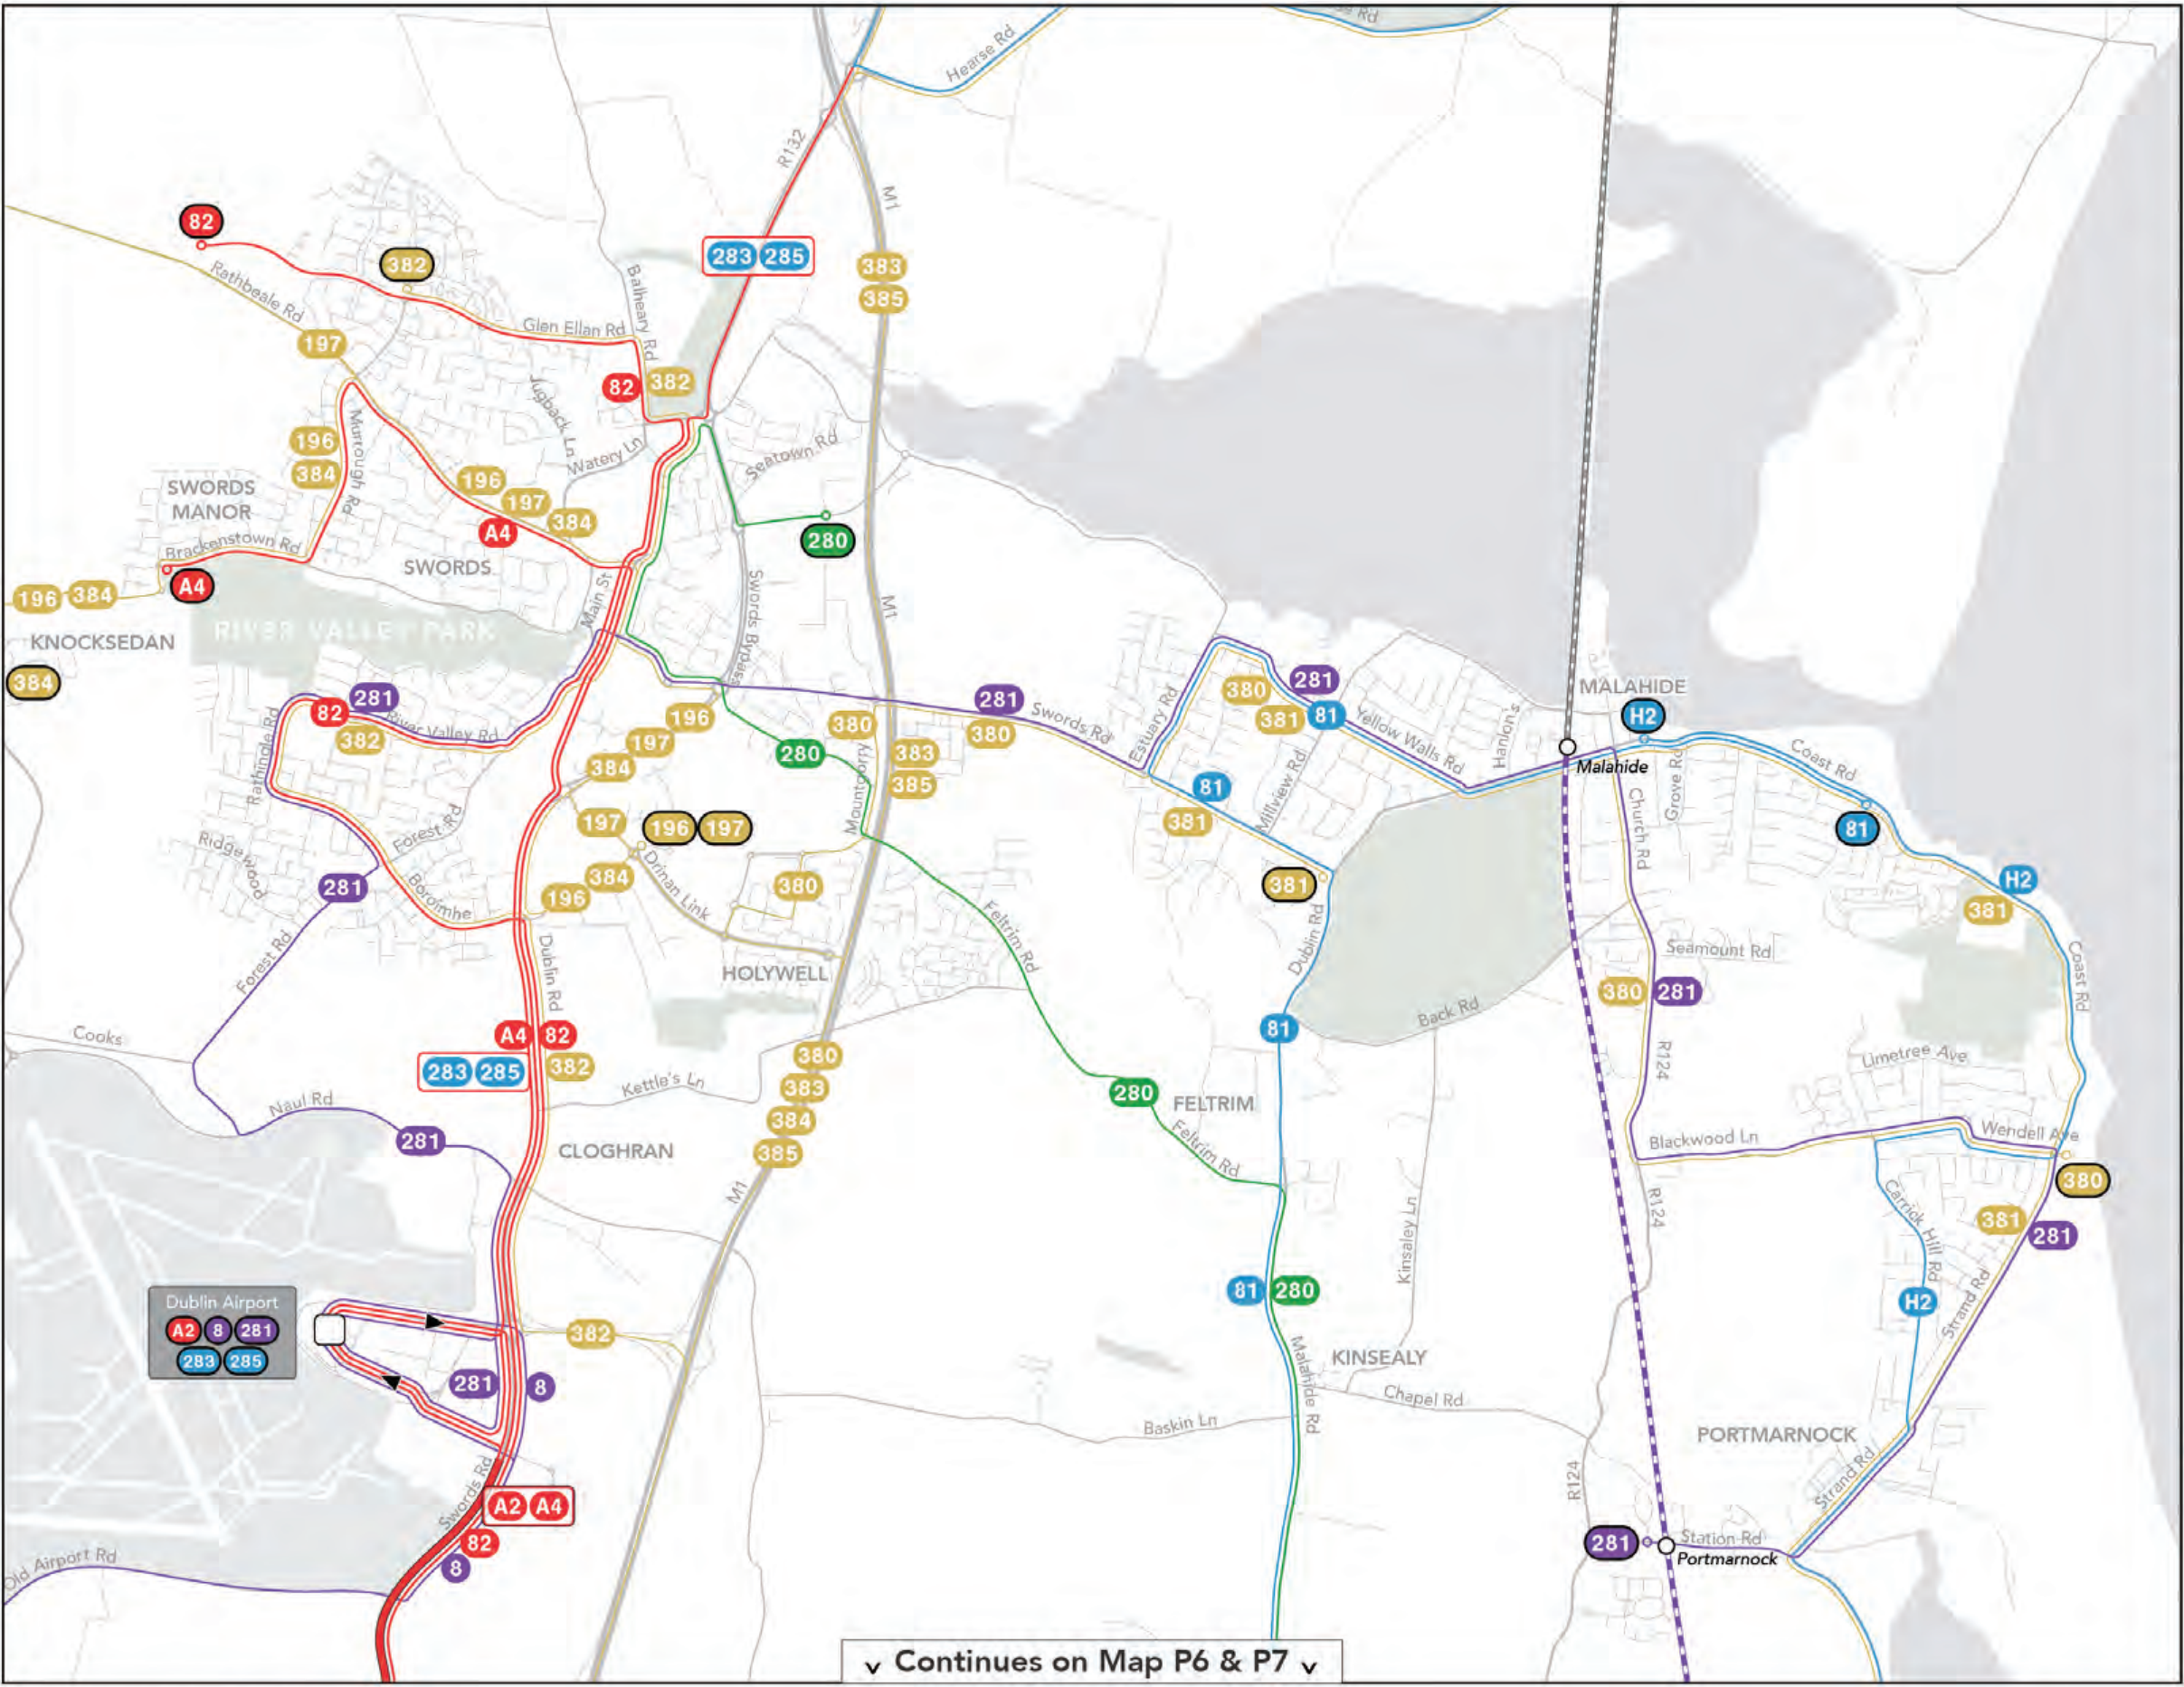 Rd
Hearse Rd
R132
M1
82
382
283 285
383
385
Rathbeale Rd
Balheary Rd
Glen Ellan Rd
197
82
382
Jugback Ln
Murrough Rd
196
384
Watery Ln
Seatown Rd
196
197
384
A4
SWORDS
MANOR
Brackenstown Rd
280
SWORDS
A4
196 384
Main St
Swords Bypass
M1
KNOCKSEDAN
RIVER VALLEY PARK
384
281
82
382
River Valley Rd
Rathingle Rd
196
197
384
280
380
383
385
Mountgorry
281
380
Swords Rd
Estuary Rd
380
281
381
81
Yellow Walls Rd
Hanlon's
MALAHIDE
H2
Malahide
Coast Rd
Grove Rd
Church Rd
81
381
Millview Rd
81
381
H2
381
Coast Rd
197
196 197
384
196
Drinan Link
380
Forest Rd
Ridgewood
281
Boroimhe
Forest Rd
Dublin Rd
HOLYWELL
Feltrim Rd
Dublin Rd
81
Back Rd
Seamount Rd
380 281
R124
Limetree Ave
Cooks
A4 82
283 285
382
Kettle's Ln
380
383
384
385
280
FELTRIM
Feltrim Rd
Naul Rd
281
CLOGHRAN
M1
Blackwood Ln
Wendell Ave
380
R124
Carrick Hill Rd
381
281
Kinsaley Ln
Dublin Airport
A2 8 281
283 285
382
281 8
81 280
Malahide Rd
KINSEALY
Chapel Rd
Baskin Ln
H2
Strand Rd
PORTMARNOCK
Strand Rd
Swords Rd
A2 A4
82
8
Old Airport Rd
R124
281
Station Rd
Portmarnock
v Continues on Map P6 & P7 v